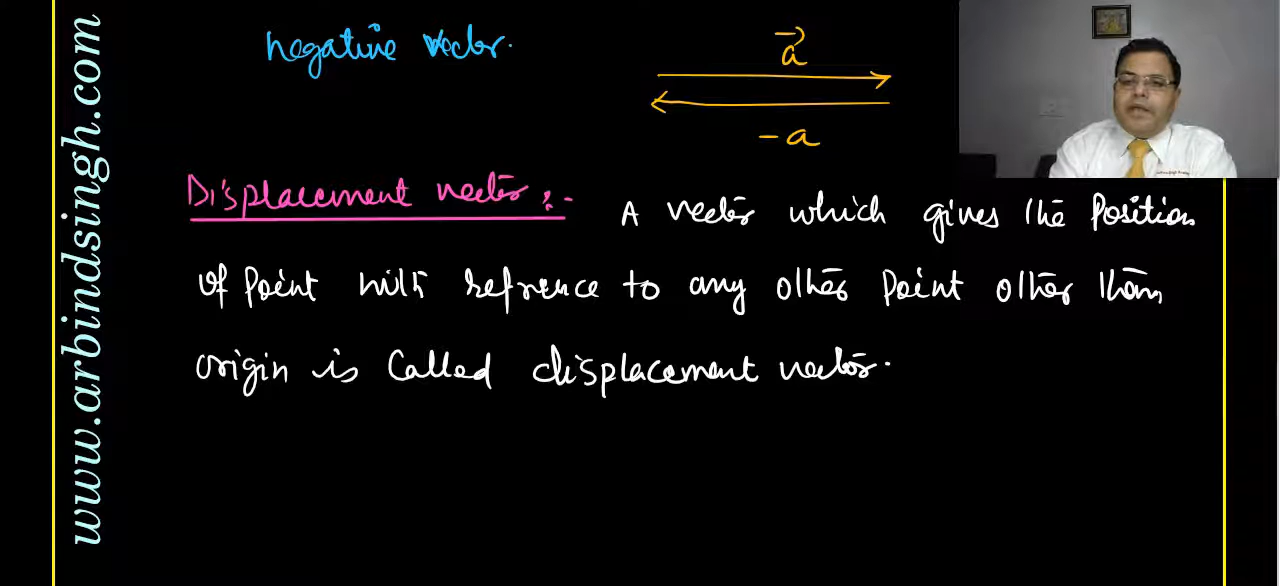 negative vector.
a
-a
Displacement vector :-
A vector which gives the Position
of Point with refrence to any other Point other than
origin is Called displacement vector.
www.arbindsingh.com